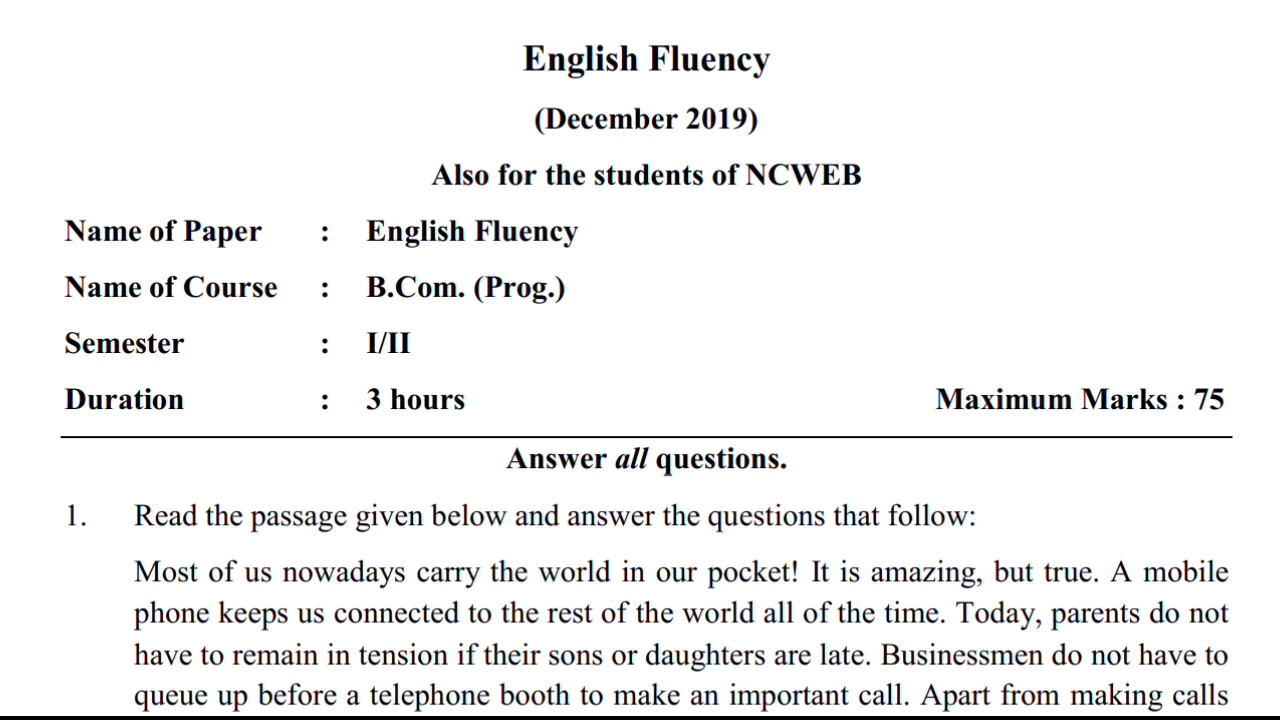 English Fluency
(December 2019)
Also for the students of NCWEB
Name of Paper : English Fluency
Name of Course : B.Com. (Prog.)
Semester : I/II
Duration : 3 hours Maximum Marks : 75
Answer all questions.
1. Read the passage given below and answer the questions that follow:
Most of us nowadays carry the world in our pocket! It is amazing, but true. A mobile
phone keeps us connected to the rest of the world all of the time. Today, parents do not
have to remain in tension if their sons or daughters are late. Businessmen do not have to
queue up before a telephone booth to make an important call. Apart from making calls